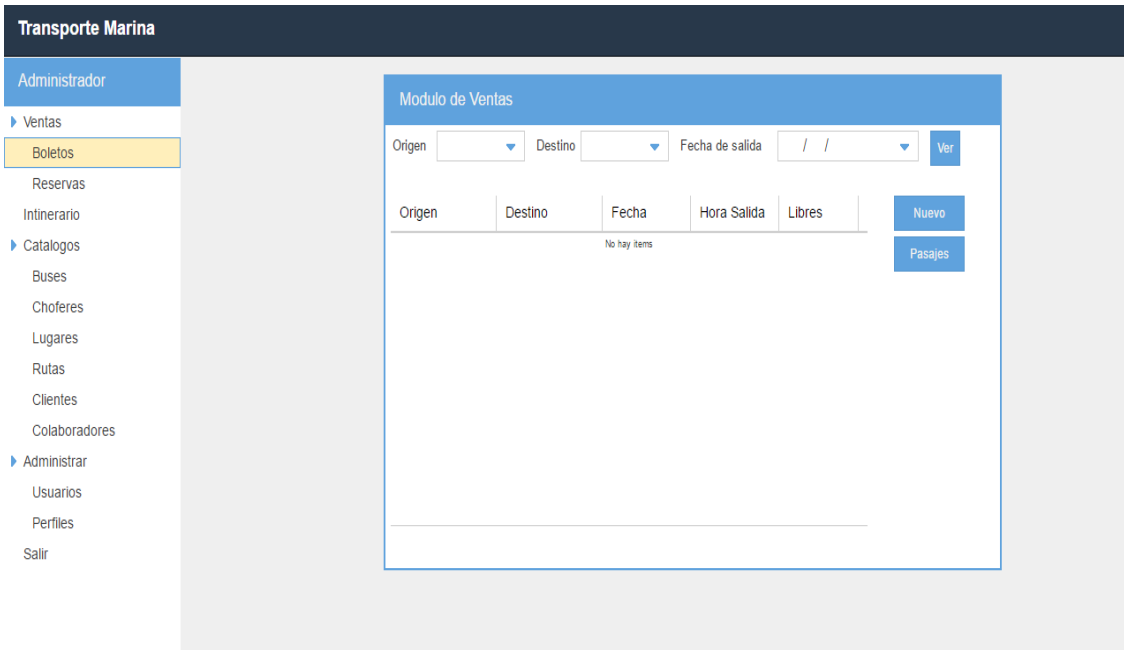 Transporte Marina
Administrador
Ventas
Boletos
Reservas
Intinerario
Catalogos
Buses
Choferes
Lugares
Rutas
Clientes
Colaboradores
Administrar
Usuarios
Perfiles
Salir
Modulo de Ventas
Origen Destino Fecha de salida / / Ver
Origen Destino Fecha Hora Salida Libres
No hay items
Nuevo
Pasajes